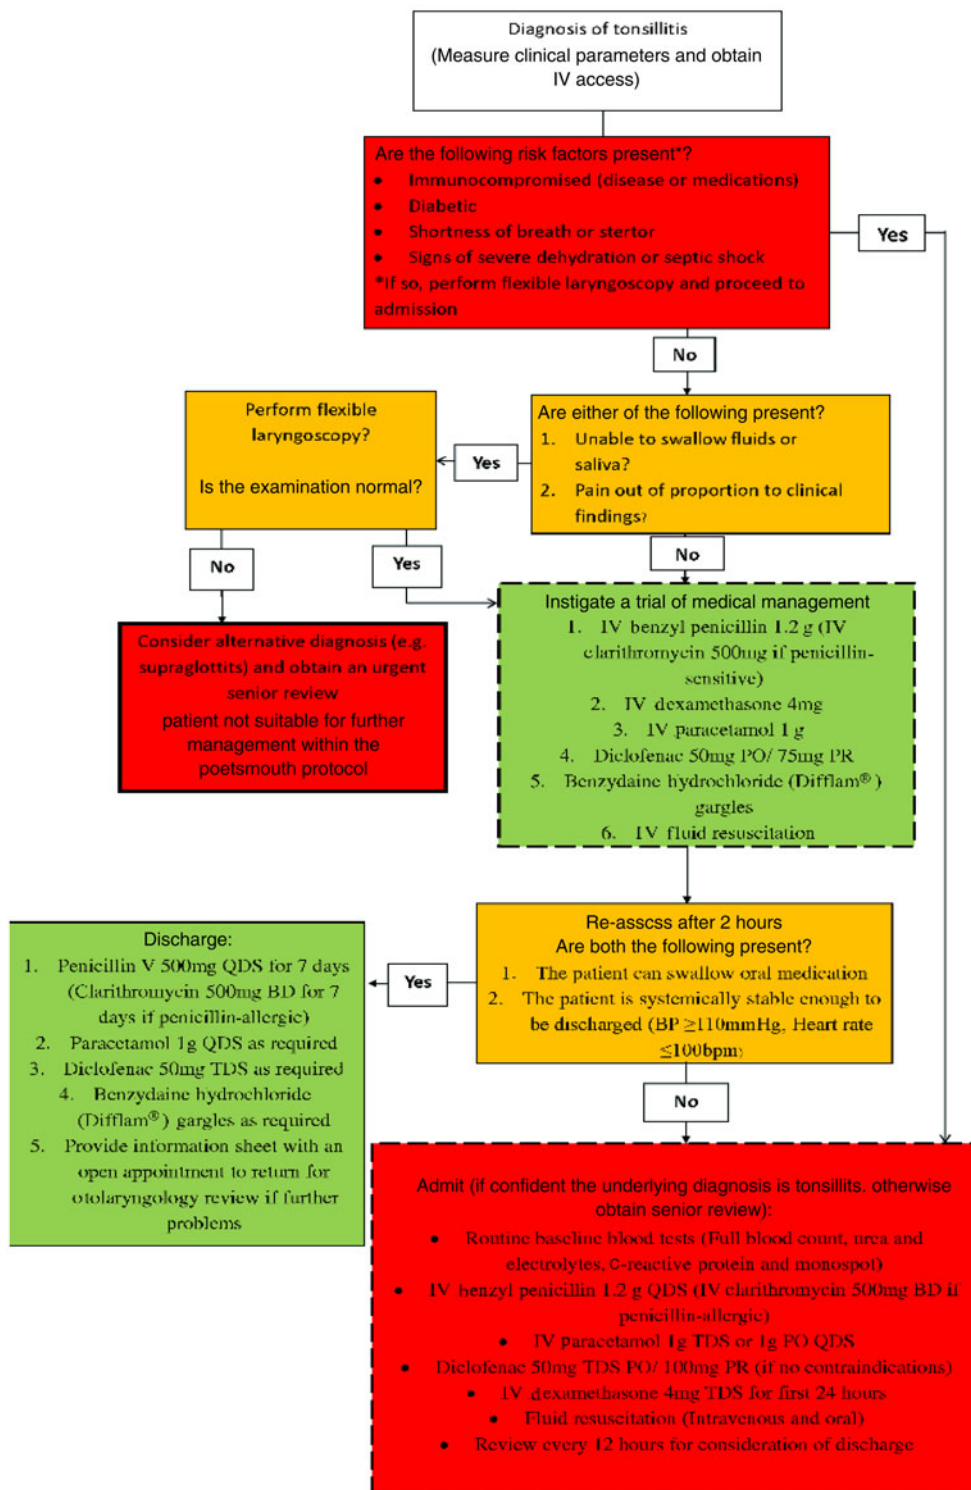 Diagnosis of tonsillitis
(Measure clinical parameters and obtain
IV access)
Are the following risk factors present*?
• Immunocompromised (disease or medications)
• Diabetic
• Shortness of breath or stertor
• Signs of severe dehydration or septic shock
*If so, perform flexible laryngoscopy and proceed to
admission
Yes
No
Are either of the following present?
1. Unable to swallow fluids or
saliva?
2. Pain out of proportion to clinical
findings?
Yes
Perform flexible
laryngoscopy?
Is the examination normal?
No
Yes
No
Consider alternative diagnosis (e.g.
supraglottits) and obtain an urgent
senior review
patient not suitable for further
management within the
poetsmouth protocol
Instigate a trial of medical management
1. IV benzyl penicillin 1.2 g (IV
clarithromycin 500mg if penicillin-
sensitive)
2. IV dexamethasone 4mg
3. IV paracetamol 1 g
4. Diclofenac 50mg PO/ 75mg PR
5. Benzydaine hydrochloride (Difflam®)
gargles
6. IV fluid resuscitation
Re-asscss after 2 hours
Are both the following present?
1. The patient can swallow oral medication
2. The patient is systemically stable enough to
be discharged (BP ≥110mmHg, Heart rate
≤100bpm)
Yes
Discharge:
1. Penicillin V 500mg QDS for 7 days
(Clarithromycin 500mg BD for 7
days if penicillin-allergic)
2. Paracetamol 1g QDS as required
3. Diclofenac 50mg TDS as required
4. Benzydaine hydrochloride
(Difflam®) gargles as required
5. Provide information sheet with an
open appointment to return for
otolaryngology review if further
problems
No
Admit (if confident the underlying diagnosis is tonsillits. otherwise
obtain senior review):
• Routine baseline blood tests (Full blood count, urea and
electrolytes, C-reactive protein and monospot)
• IV benzyl penicillin 1.2 g QDS (IV clarithromycin 500mg BD if
penicillin-allergic)
• IV paracetamol 1g TDS or 1g PO QDS
• Diclofenac 50mg TDS PO/ 100mg PR (if no contraindications)
• IV dexamethasone 4mg TDS for first 24 hours
• Fluid resuscitation (Intravenous and oral)
• Review every 12 hours for consideration of discharge